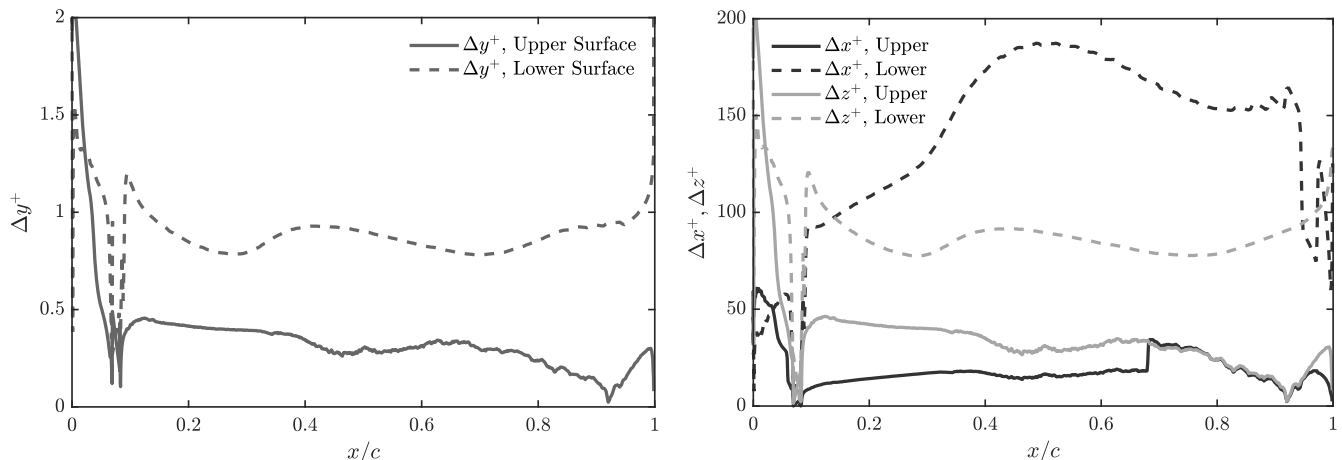 2
1.5
1
0.5
0
Δy⁺
Δy⁺, Upper Surface
Δy⁺, Lower Surface
0 0.2 0.4 0.6 0.8 1
x/c
200
150
100
50
0
Δx⁺, Δz⁺
Δx⁺, Upper
Δx⁺, Lower
Δz⁺, Upper
Δz⁺, Lower
0 0.2 0.4 0.6 0.8 1
x/c